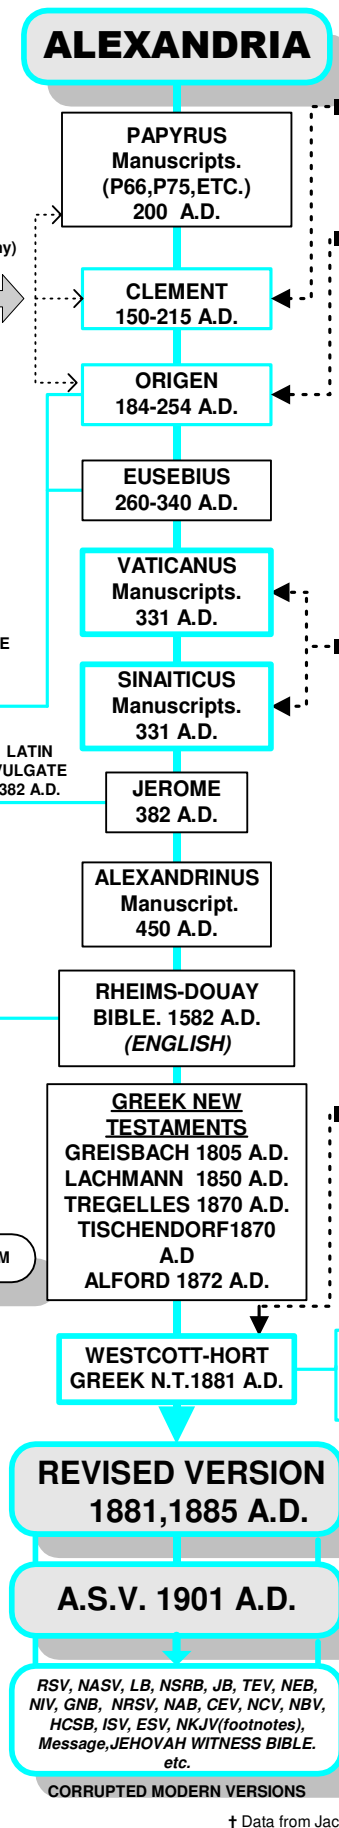 ALEXANDRIA
PAPYRUS
Manuscripts.
(P66,P75,ETC.)
200 A.D.
CLEMENT
150-215 A.D.
ORIGEN
184-254 A.D.
EUSEBIUS
260-340 A.D.
VATICANUS
Manuscripts.
331 A.D.
SINAITICUS
Manuscripts.
331 A.D.
LATIN
VULGATE
382 A.D.
JEROME
382 A.D.
ALEXANDRINUS
Manuscript.
450 A.D.
RHEIMS-DOUAY
BIBLE. 1582 A.D.
(ENGLISH)
GREEK NEW
TESTAMENTS
GREISBACH 1805 A.D.
LACHMANN 1850 A.D.
TREGELLES 1870 A.D.
TISCHENDORF1870
A.D
ALFORD 1872 A.D.
WESTCOTT-HORT
GREEK N.T.1881 A.D.
REVISED VERSION
1881,1885 A.D.
A.S.V. 1901 A.D.
RSV, NASV, LB, NSRB, JB, TEV, NEB,
NIV, GNB, NRSV, NAB, CEV, NCV, NBV,
HCSB, ISV, ESV, NKJV(footnotes),
Message,JEHOVAH WITNESS BIBLE.
etc.
CORRUPTED MODERN VERSIONS
† Data from Jac